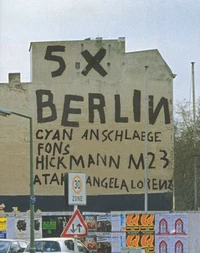 5 X
BERLIN
CYAN ANSCHLAEGE
FONS
HICKMANN M23
ATAK ANGELA LORENZ
30
ZONE